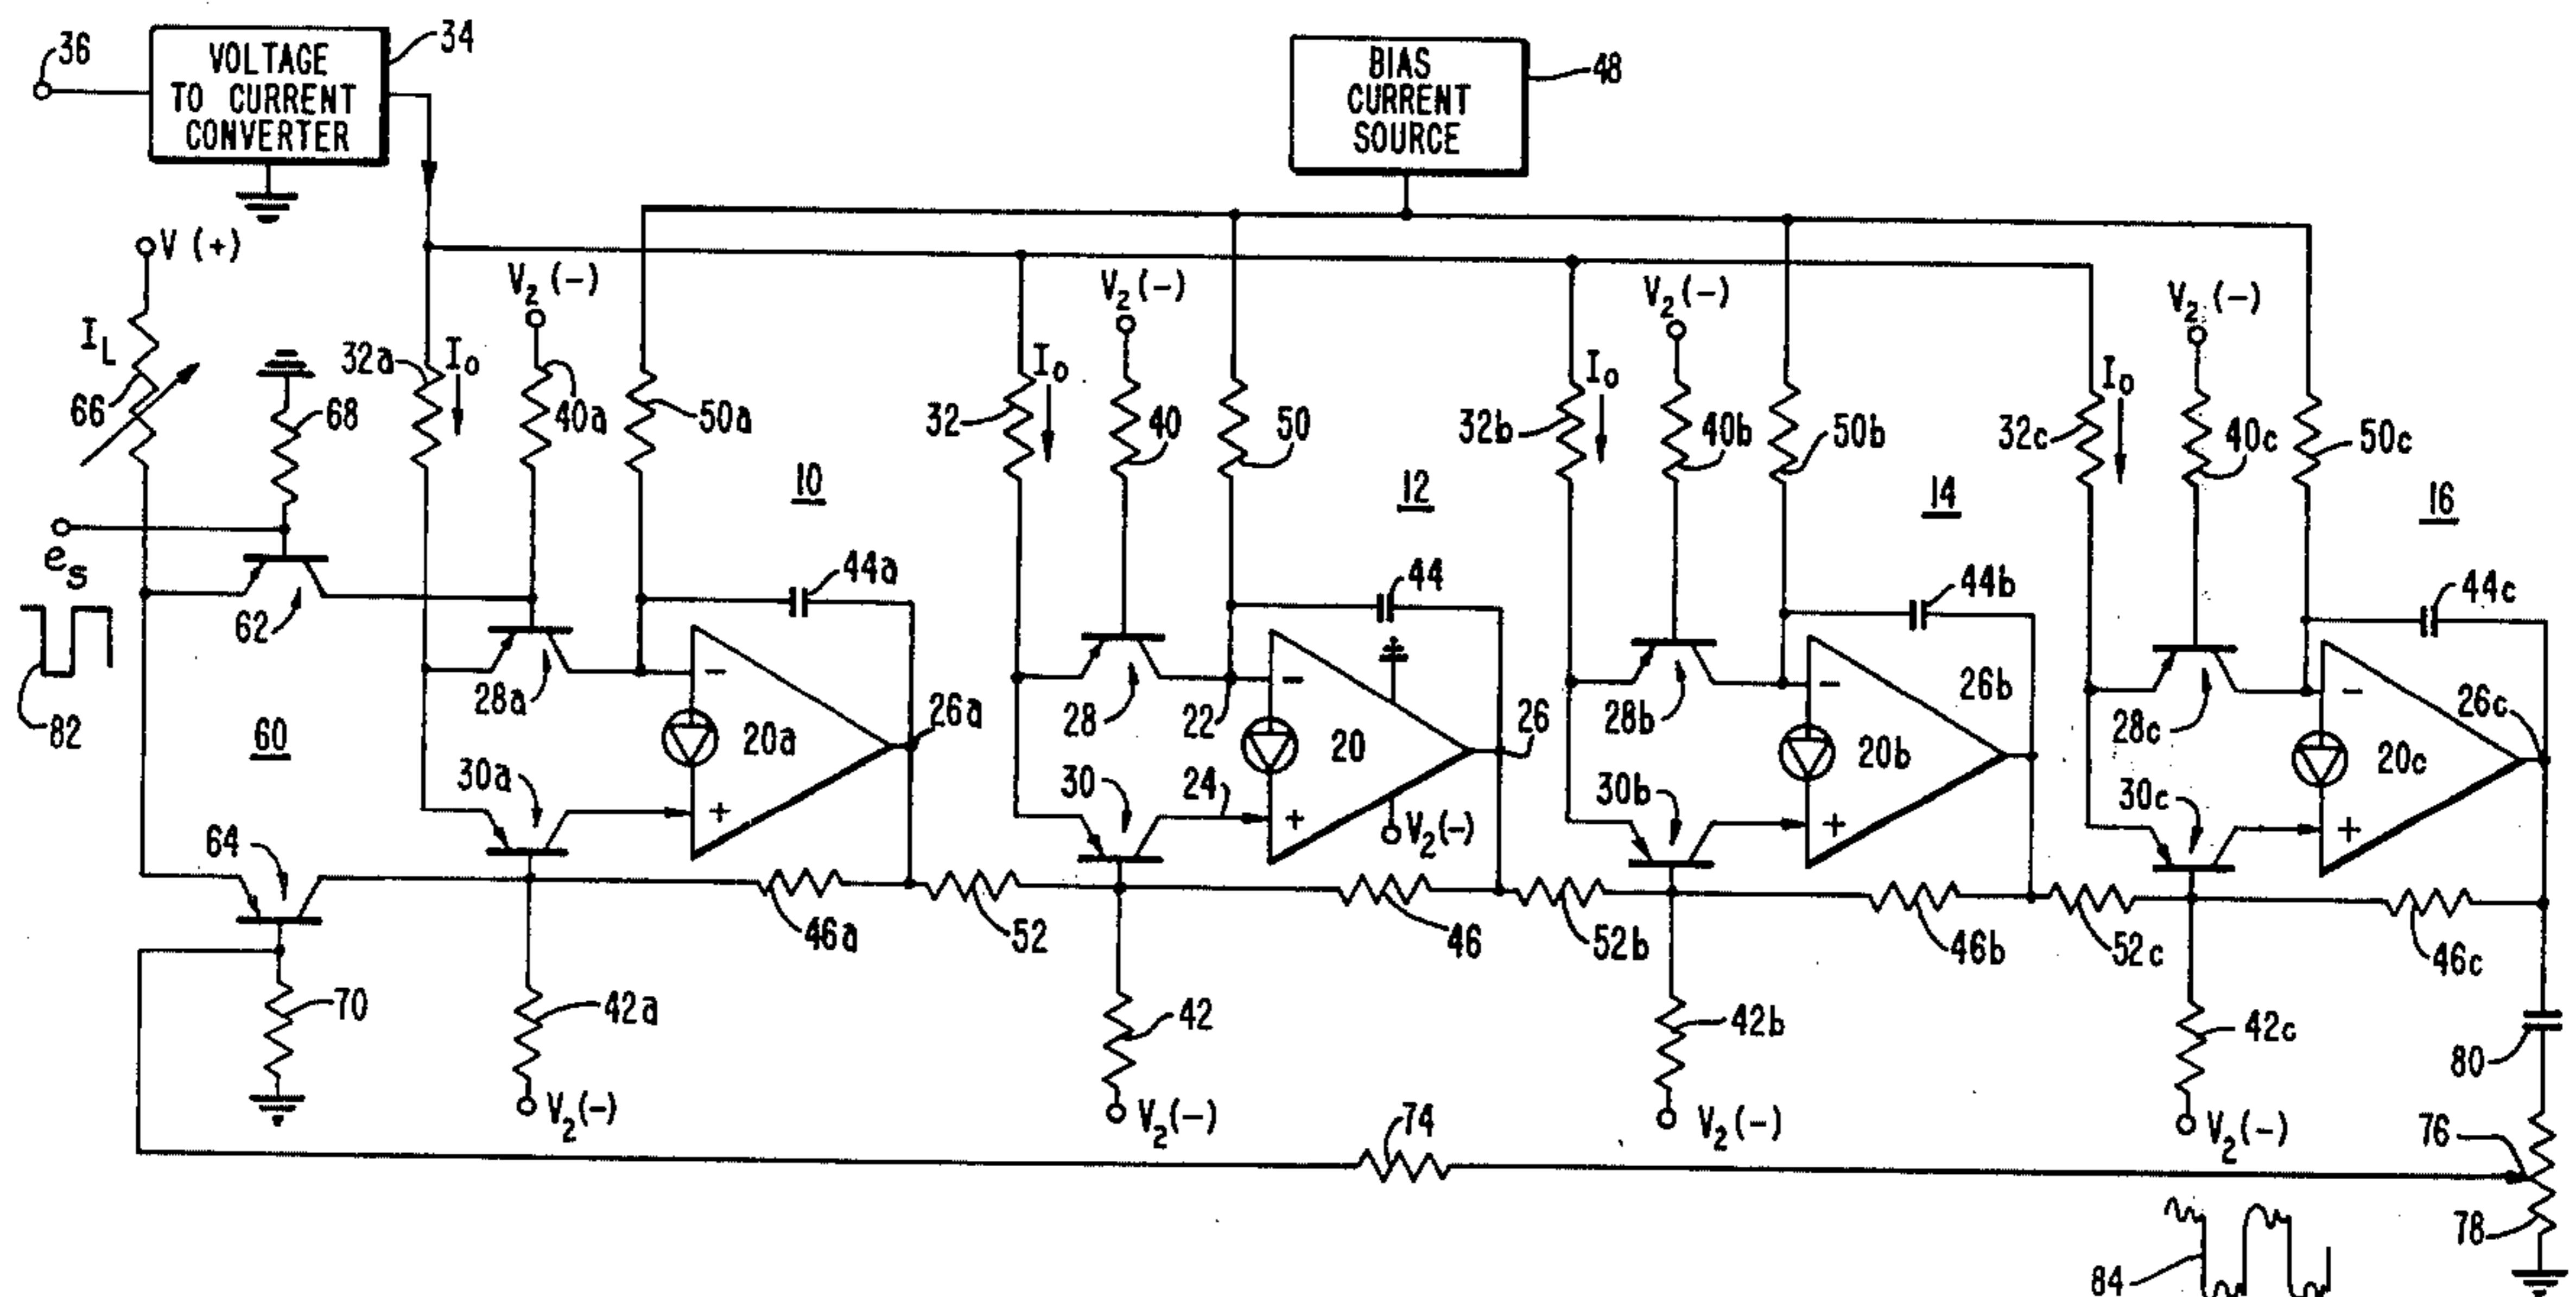 36
VOLTAGE
TO CURRENT
CONVERTER
34
BIAS
CURRENT
SOURCE
48
V (+)
V2 (-)
V2 (-)
V2 (-)
V2 (-)
IL
66
68
32a
Io
40a
50a
32
Io
40
50
32b
Io
40b
50b
32c
Io
40c
50c
10
12
14
16
es
82
62
60
28a
44a
-
20a
+
26a
30a
28
22
44
-
20
+
24
26
30
V2(-)
28b
44b
-
20b
+
26b
30b
28c
44c
-
20c
+
26c
30c
64
46a
52
46
52b
46b
52c
46c
70
42a
42
42b
42c
80
V2(-)
V2(-)
V2(-)
V2(-)
74
76
78
84